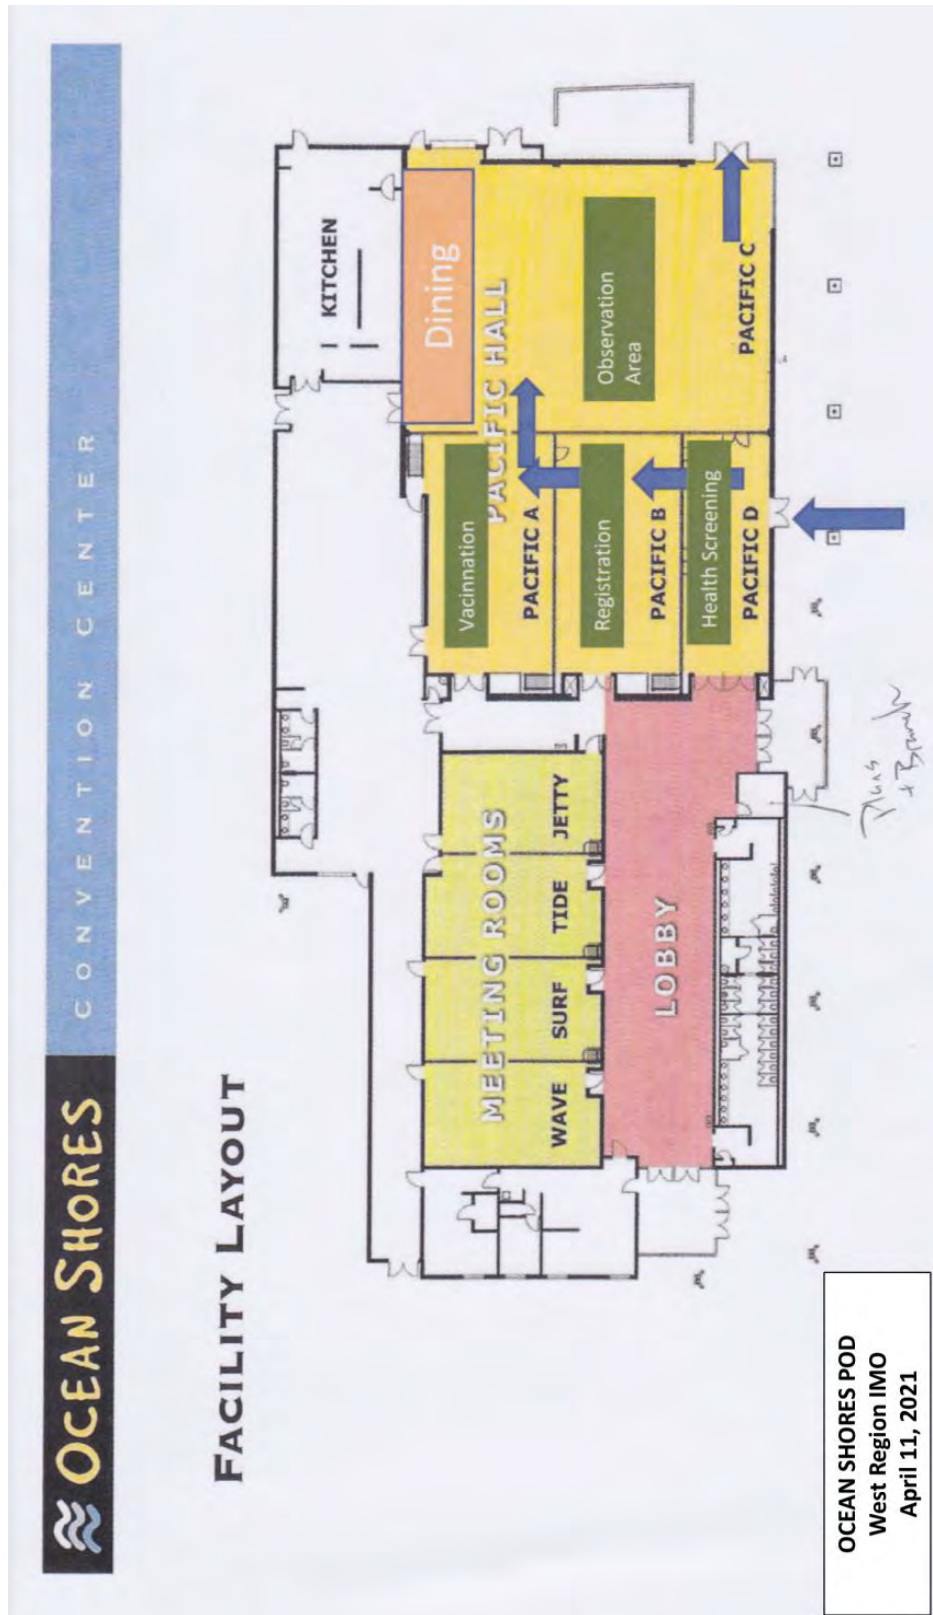 OCEAN SHORES
CONVENTION CENTER
FACILITY LAYOUT
KITCHEN
Dining
PACIFIC HALL
Vacinnation
PACIFIC A
Observation
Area
Registration
PACIFIC B
Health Screening
PACIFIC D
PACIFIC C
MEETING ROOMS
WAVE
SURF
TIDE
JETTY
LOBBY
OCEAN SHORES POD
West Region IMO
April 11, 2021